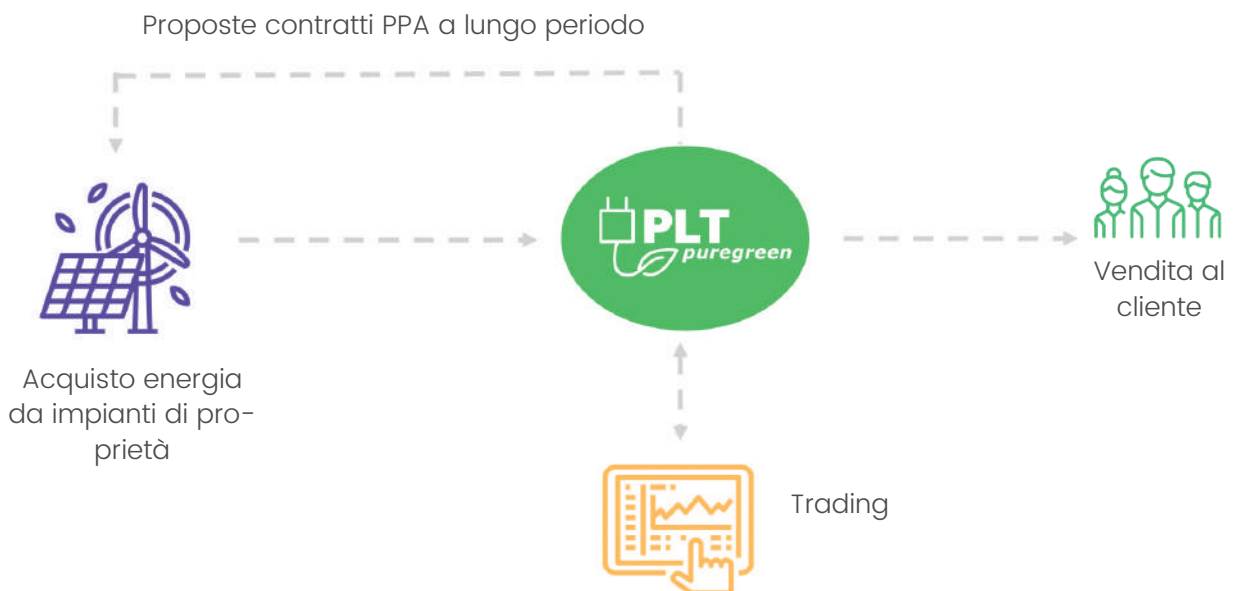 Proposte contratti PPA a lungo periodo
PLT
puregreen
Vendita al
cliente
Acquisto energia
da impianti di pro-
prietà
Trading